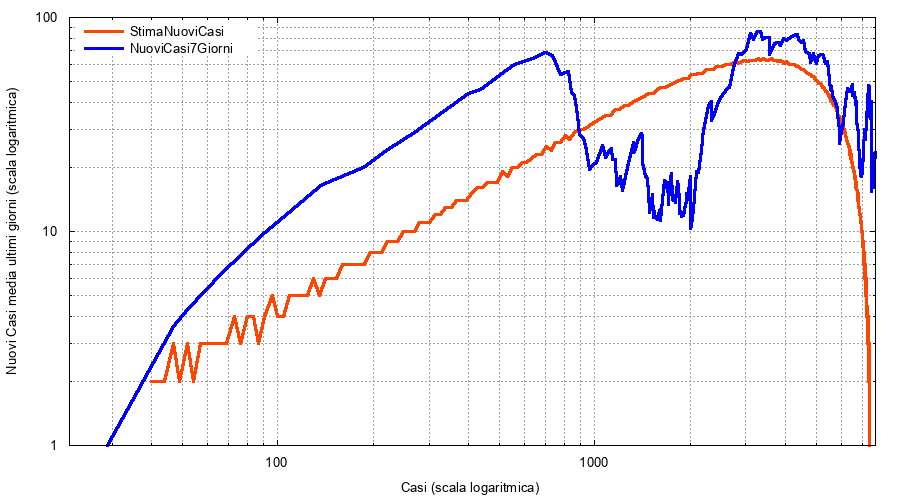 100
StimaNuoviCasi
NuoviCasi7Giorni
10
1
Nuovi Casi media ultimi giorni (scala logaritmica)
100
1000
Casi (scala logaritmica)